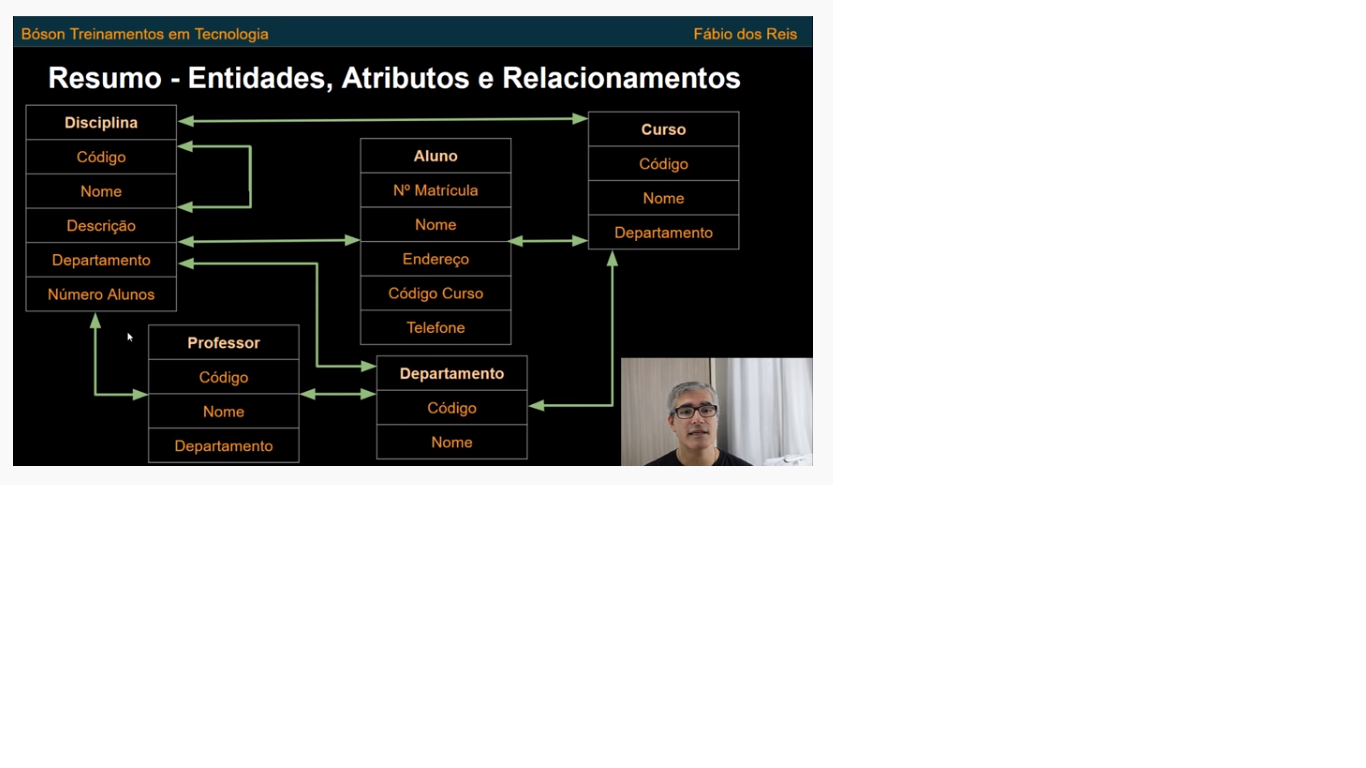 Bóson Treinamentos em Tecnologia
Fábio dos Reis
Resumo - Entidades, Atributos e Relacionamentos
Disciplina
Código
Nome
Descrição
Departamento
Número Alunos
Aluno
Nº Matrícula
Nome
Endereço
Código Curso
Telefone
Curso
Código
Nome
Departamento
Professor
Código
Nome
Departamento
Departamento
Código
Nome